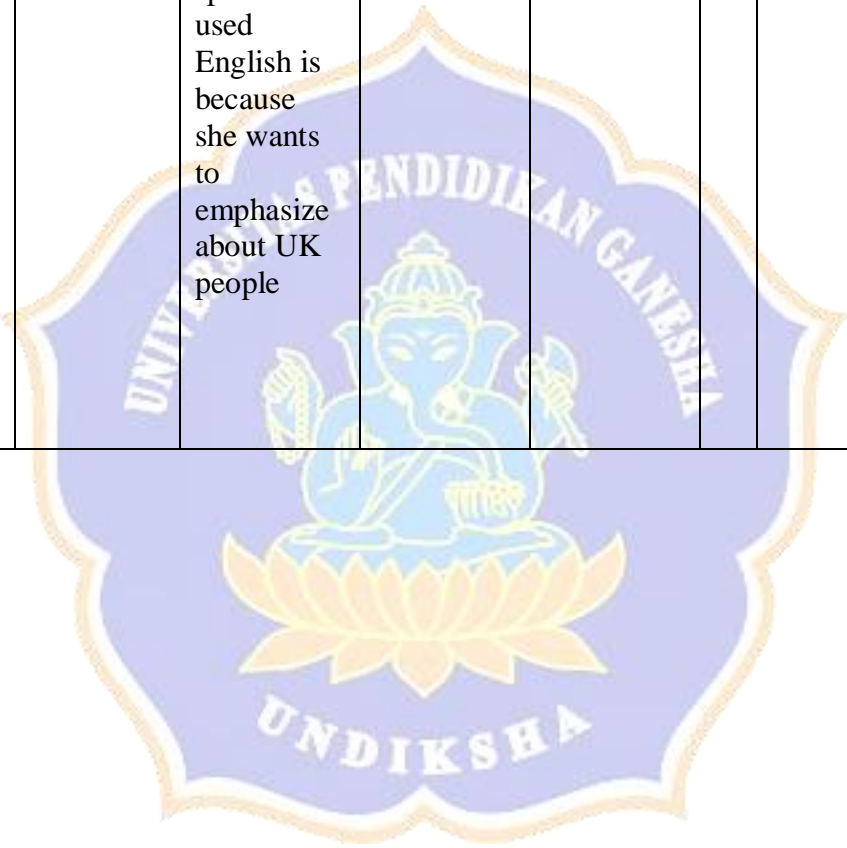 used
English is
because
she wants
to
emphasize
about UK
people
UNIVERSITAS PENDIDIKAN GANESHA
UNDIKSHA